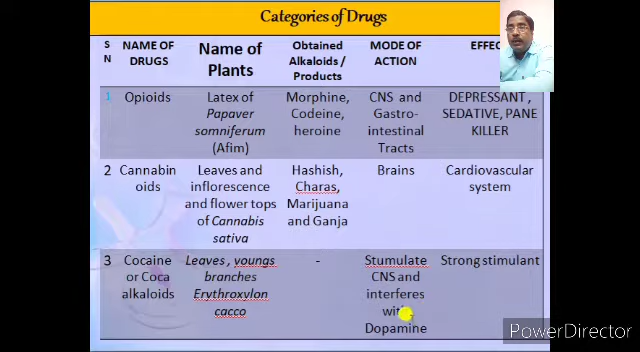 Categories of Drugs
S N
NAME OF DRUGS
Name of Plants
Obtained Alkaloids / Products
MODE OF ACTION
1
Opioids
Latex of
Papaver
somniferum
(Afim)
Morphine,
Codeine,
heroine
CNS and
Gastro-
intestinal
Tracts
DEPRESSANT ,
SEDATIVE, PANE
KILLER
2
Cannabin
oids
Leaves and
inflorescence
and flower tops
of Cannabis
sativa
Hashish,
Charas,
Marijuana
and Ganja
Brains
Cardiovascular
system
3
Cocaine
or Coca
alkaloids
Leaves , youngs
branches
Erythroxylon
cacco
-
Stumulate
CNS and
interferes
with
Dopamine
Strong stimulant
PowerDirector